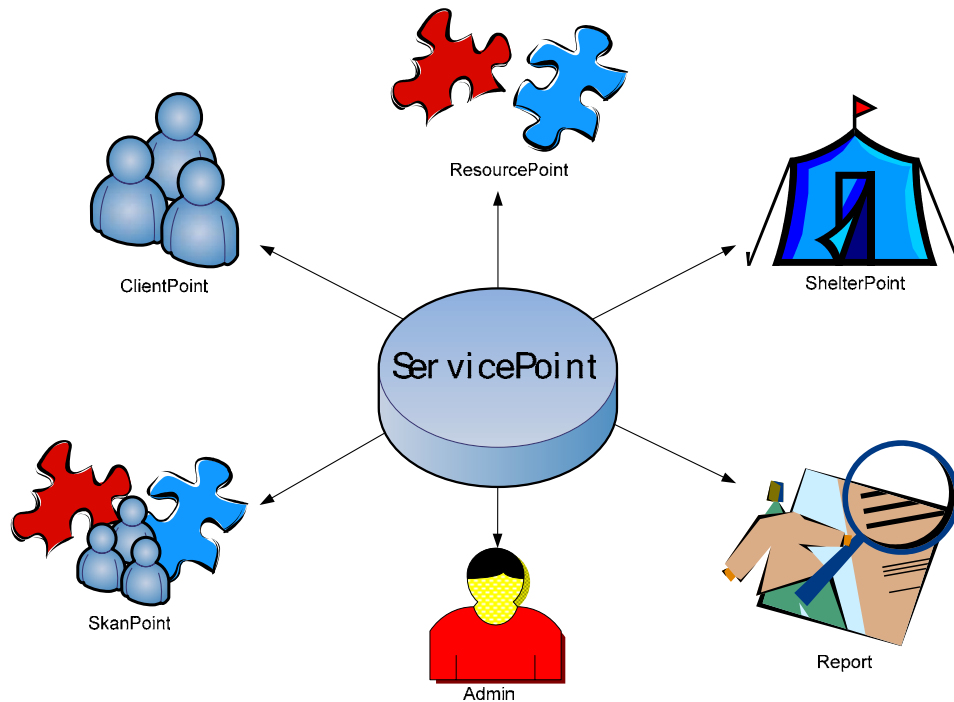 ResourcePoint
ClientPoint
ShelterPoint
ServicePoint
SkanPoint
Report
Admin